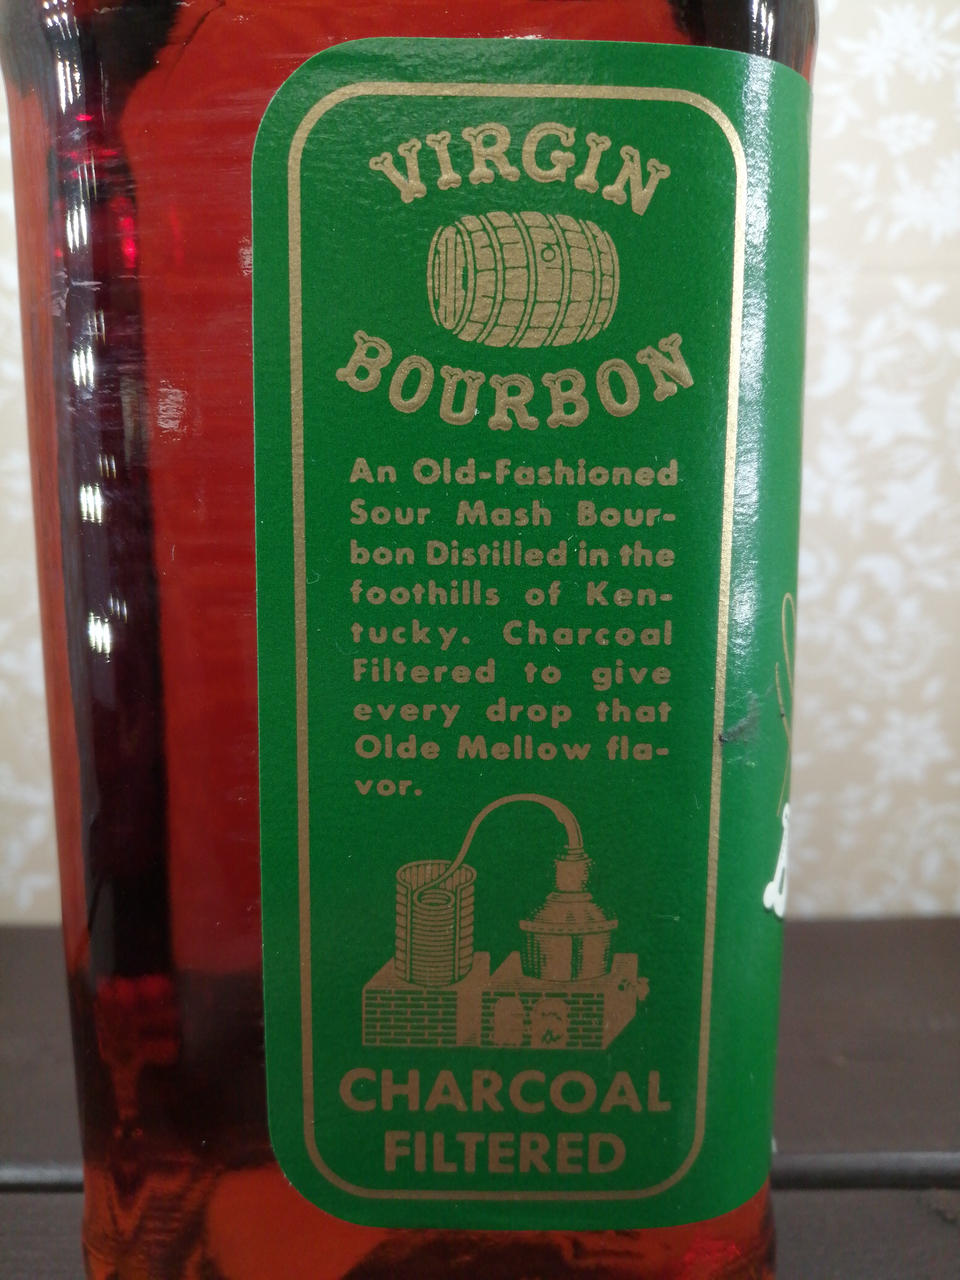 VIRGIN
BOURBON
An Old-Fashioned
Sour Mash Bour-
bon Distilled in the
foothills of Ken-
tucky. Charcoal
Filtered to give
every drop that
Olde Mellow fla-
vor.
CHARCOAL
FILTERED